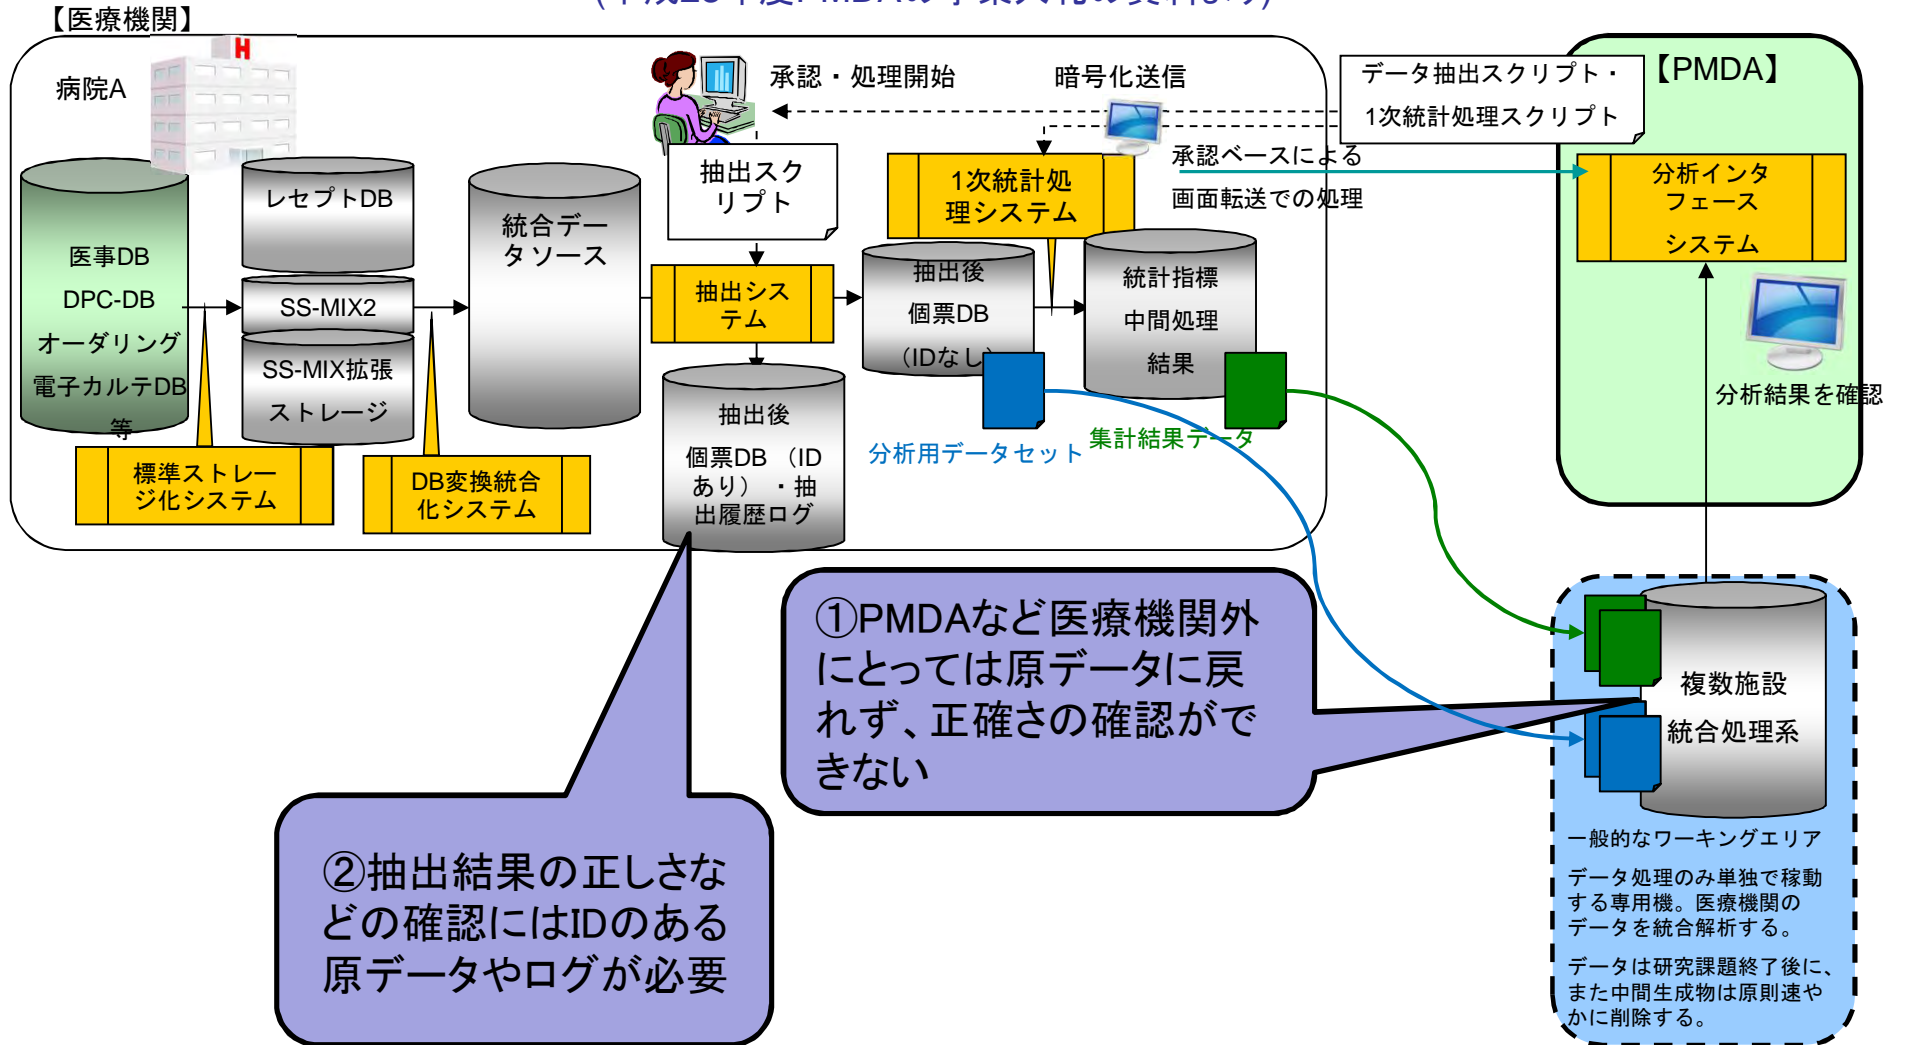 【医療機関】
病院A
H
医事DB
DPC-DB
オーダリング
電子カルテDB
等
レセプトDB
SS-MIX2
SS-MIX拡張
ストレージ
標準ストレー
ジ化システム
DB変換統合
化システム
統合デー
タソース
承認・処理開始
暗号化送信
抽出スク
リプト
抽出シス
テム
抽出後
個票DB （ID
あり） ・抽
出履歴ログ
1次統計処
理システム
抽出後
個票DB
（IDなし）
統計指標
中間処理
結果
分析用データセット
集計結果データ
データ抽出スクリプト・
1次統計処理スクリプト
承認ベースによる
画面転送での処理
【PMDA】
分析インタ
フェース
システム
分析結果を確認
①PMDAなど医療機関外
にとっては原データに戻
れず、正確さの確認がで
きない
②抽出結果の正しさな
どの確認にはIDのある
原データやログが必要
複数施設
統合処理系
一般的なワーキングエリア
データ処理のみ単独で稼動
する専用機。医療機関の
データを統合解析する。
データは研究課題終了後に、
また中間生成物は原則速や
かに削除する。